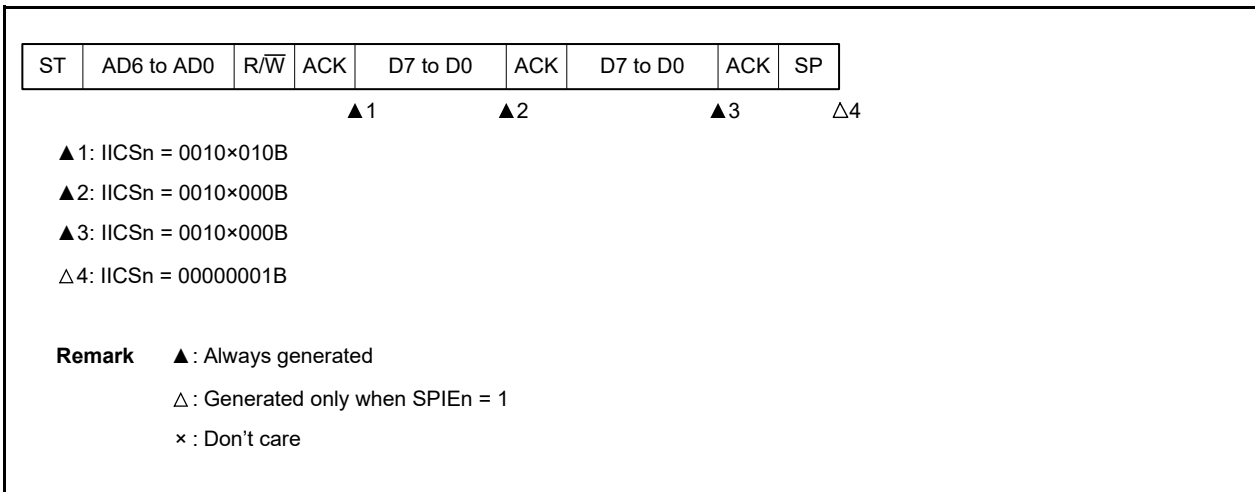 ST AD6 to AD0 R/W̅ ACK D7 to D0 ACK D7 to D0 ACK SP
▲1 ▲2 ▲3 △4
▲1: IICSn = 0010×010B
▲2: IICSn = 0010×000B
▲3: IICSn = 0010×000B
△4: IICSn = 00000001B
Remark ▲: Always generated
△: Generated only when SPIEn = 1
×: Don't care